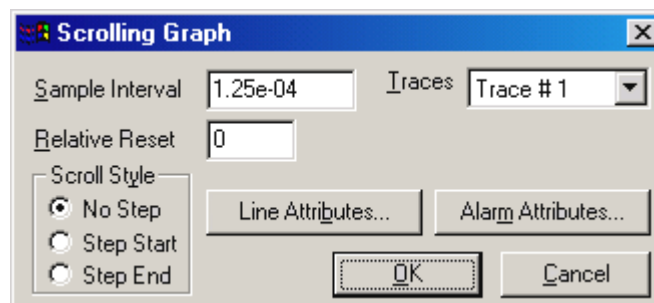 Scrolling Graph
Sample Interval 1.25e-04 Traces Trace # 1
Relative Reset 0
Scroll Style
No Step
Step Start
Step End
Line Attributes... Alarm Attributes...
OK Cancel